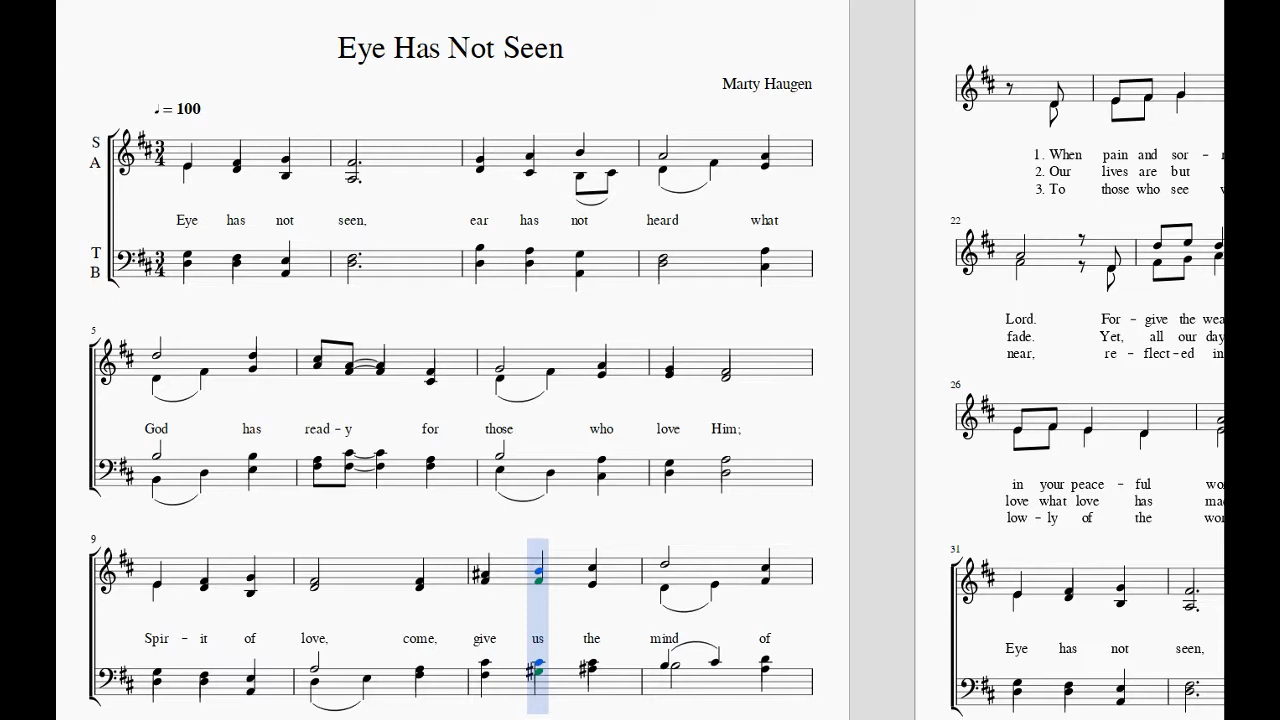 Eye Has Not Seen
Marty Haugen
♩ = 100
S
A
3
4
Eye has not seen, ear has not heard what
T
B
3
4
5
God has read – y for those who love Him;
9
Spir – it of love, come, give us the mind of
1. When pain and sor –
2. Our lives are but
3. To those who see
22
Lord. For – give the
fade. Yet, all our day
near, re – flect – ed in
26
in your peace – ful
love what love has
low – ly of the
31
Eye has not seen,